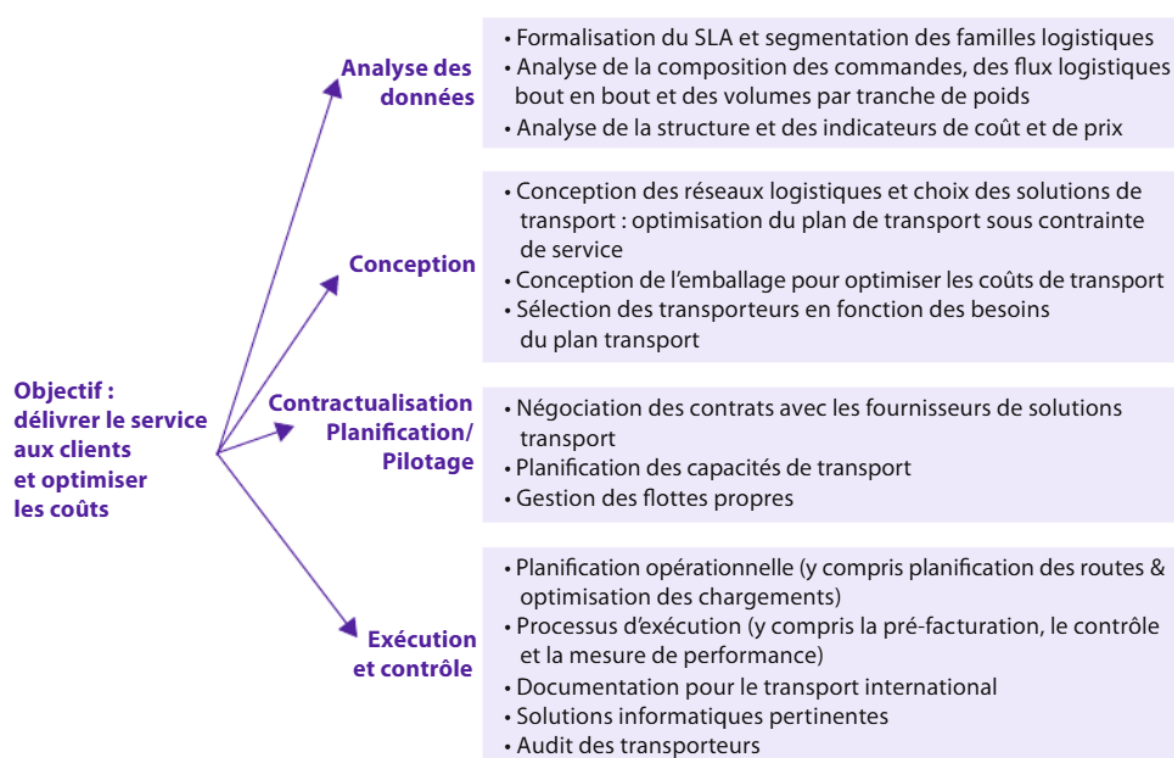 Objectif :
délivrer le service
aux clients
et optimiser
les coûts
Analyse des
données
• Formalisation du SLA et segmentation des familles logistiques
• Analyse de la composition des commandes, des flux logistiques
bout en bout et des volumes par tranche de poids
• Analyse de la structure et des indicateurs de coût et de prix
Conception
• Conception des réseaux logistiques et choix des solutions de
transport : optimisation du plan de transport sous contrainte
de service
• Conception de l’emballage pour optimiser les coûts de transport
• Sélection des transporteurs en fonction des besoins
du plan transport
Contractualisation
Planification/
Pilotage
• Négociation des contrats avec les fournisseurs de solutions
transport
• Planification des capacités de transport
• Gestion des flottes propres
Exécution
et contrôle
• Planification opérationnelle (y compris planification des routes &
optimisation des chargements)
• Processus d’exécution (y compris la pré-facturation, le contrôle
et la mesure de performance)
• Documentation pour le transport international
• Solutions informatiques pertinentes
• Audit des transporteurs